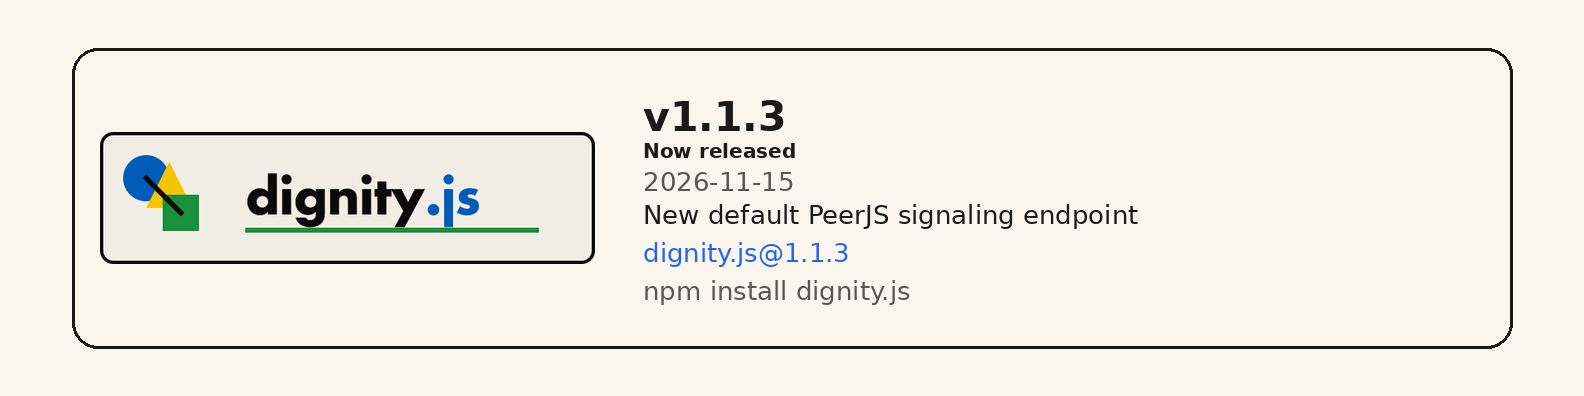 dignity.js
v1.1.3
Now released
2026-11-15
New default PeerJS signaling endpoint
dignity.js@1.1.3
npm install dignity.js